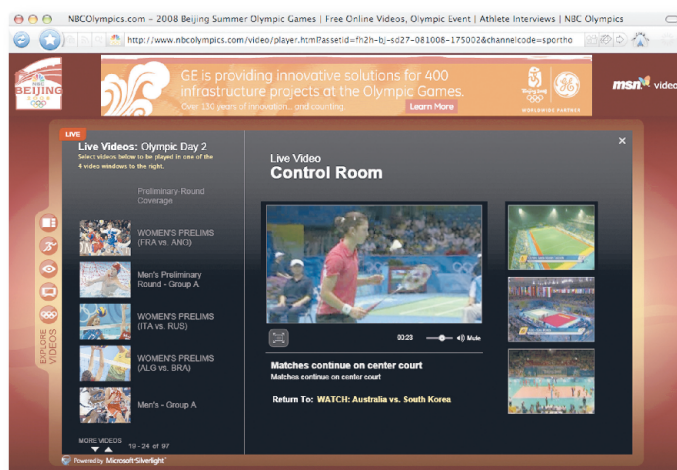 NBCOlympics.com - 2008 Beijing Summer Olympic Games | Free Online Videos, Olympic Event | Athlete Interviews | NBC Olympics
http://www.nbcolympics.com/video/player.html?assetid=fh2h-bj-sd27-081008-175002&channelcode=sportho
NBC
BEIJING
2008
GE is providing innovative solutions for 400
infrastructure projects at the Olympic Games.
Over 130 years of innovation... and counting.
Learn More
Beijing 2008
WORLDWIDE PARTNER
msn video
LIVE
Live Videos: Olympic Day 2
Select videos below to be played in one of the
4 video windows to the right.
Preliminary-Round
Coverage
WOMEN'S PRELIMS
(FRA vs. ANG)
Men's Preliminary
Round - Group A
WOMEN'S PRELIMS
(ITA vs. RUS)
WOMEN'S PRELIMS
(ALG vs. BRA)
Men's - Group A
MORE VIDEOS
19 - 24 of 97
EXPLORE
VIDEOS
Live Video
Control Room
00:23
Mute
Matches continue on center court
Matches continue on center court
Return To: WATCH: Australia vs. South Korea
Powered by Microsoft Silverlight